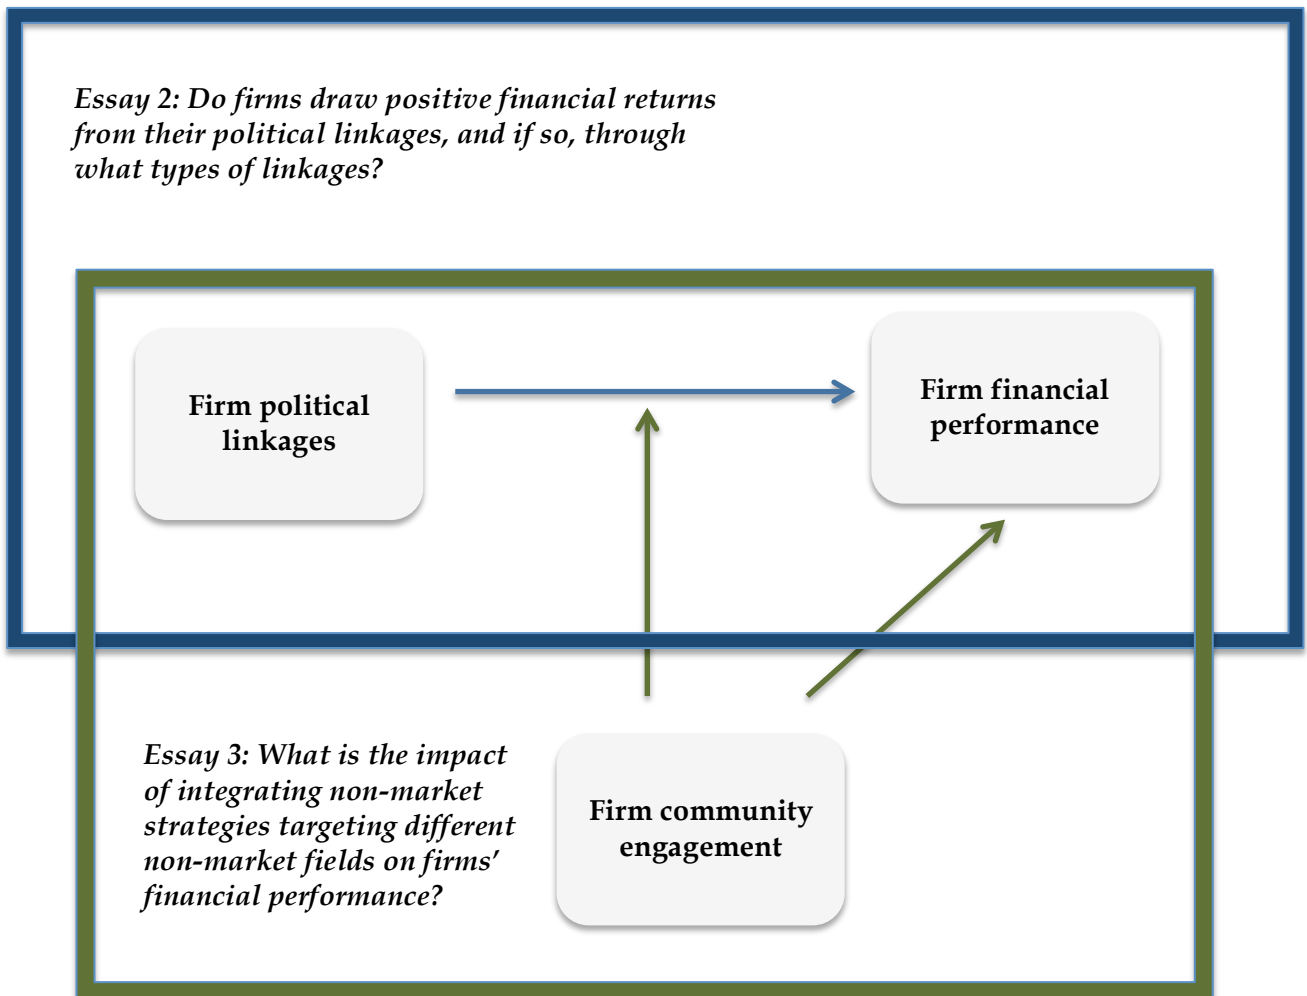 Essay 2: Do firms draw positive financial returns
from their political linkages, and if so, through
what types of linkages?
Firm political
linkages
Firm financial
performance
Essay 3: What is the impact
of integrating non-market
strategies targeting different
non-market fields on firms’
financial performance?
Firm community
engagement